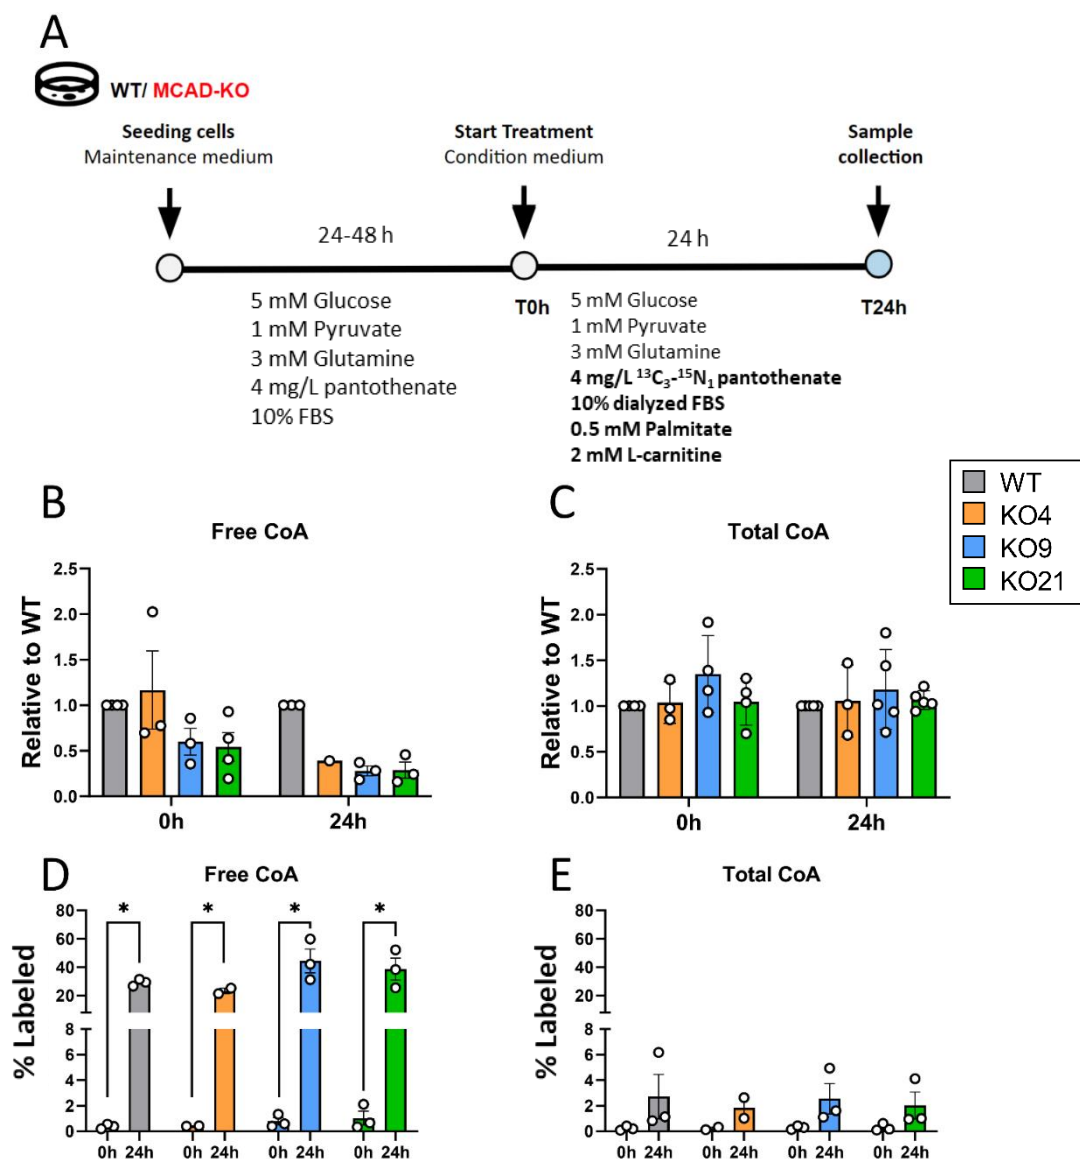 A
WT/ MCAD-KO
Seeding cells
Maintenance medium
Start Treatment
Condition medium
Sample
collection
24-48 h
24 h
T0h
T24h
5 mM Glucose
1 mM Pyruvate
3 mM Glutamine
4 mg/L pantothenate
10% FBS
5 mM Glucose
1 mM Pyruvate
3 mM Glutamine
4 mg/L ¹³C₃-¹⁵N₁ pantothenate
10% dialyzed FBS
0.5 mM Palmitate
2 mM L-carnitine
WT
KO4
KO9
KO21
B
Free CoA
Relative to WT
2.5
2.0
1.5
1.0
0.5
0.0
0h
24h
C
Total CoA
Relative to WT
2.5
2.0
1.5
1.0
0.5
0.0
0h
24h
D
Free CoA
% Labeled
80
60
40
20
8
6
4
2
0
* * * *
0h 24h 0h 24h 0h 24h 0h 24h
E
Total CoA
% Labeled
80
60
40
20
8
6
4
2
0
0h 24h 0h 24h 0h 24h 0h 24h